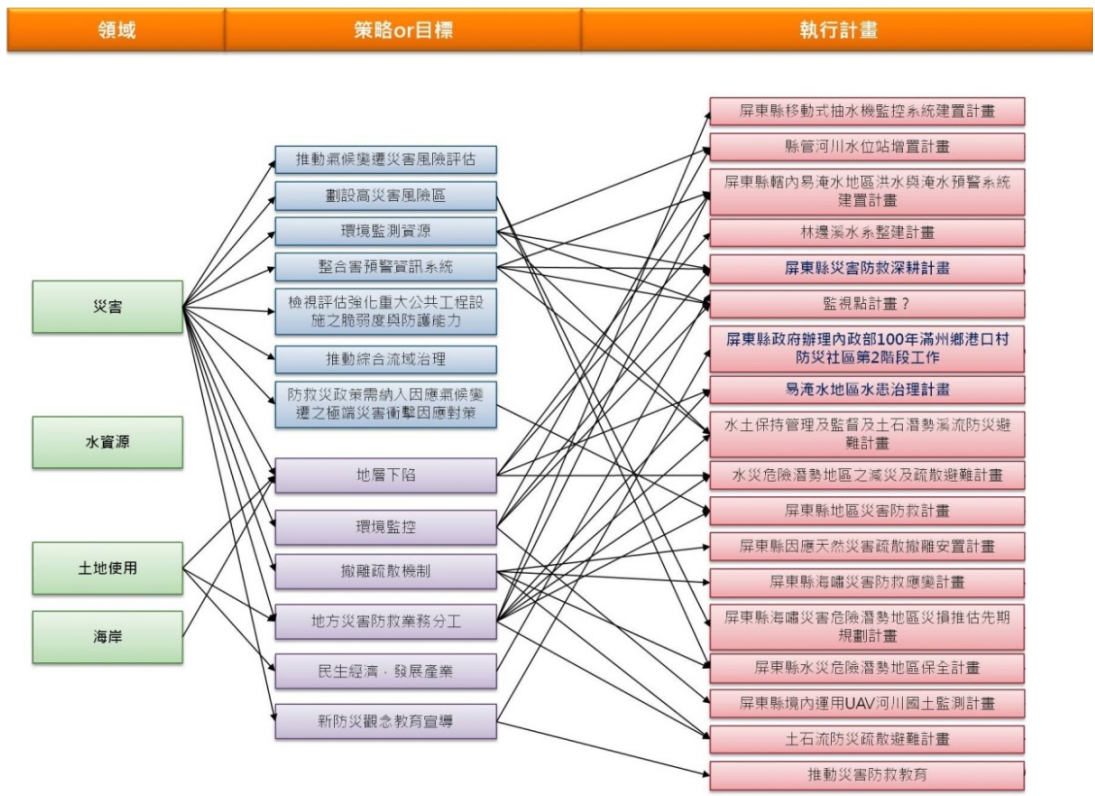 領域
策略or目標
執行計畫
災害
水資源
土地使用
海岸
推動氣候變遷災害風險評估
劃設高災害風險區
環境監測資源
整合害預警資訊系統
檢視評估強化重大公共工程設
施之脆弱度與防護能力
推動綜合流域治理
防救災政策需納入因應氣候變
遷之極端災害衝擊因應對策
地層下陷
環境監控
撤離疏散機制
地方災害防救業務分工
民生經濟．發展產業
新防災觀念教育宣導
屏東縣移動式抽水機監控系統建置計畫
縣管河川水位站增置計畫
屏東縣轄內易淹水地區洪水與淹水預警系統
建置計畫
林邊溪水系整建計畫
屏東縣災害防救深耕計畫
監視點計畫？
屏東縣政府辦理內政部100年滿州鄉港口村
防災社區第2階段工作
易淹水地區水患治理計畫
水土保持管理及監督及土石潛勢溪流防災避
難計畫
水災危險潛勢地區之減災及疏散避難計畫
屏東縣地區災害防救計畫
屏東縣因應天然災害疏散撤離安置計畫
屏東縣海嘯災害防救應變計畫
屏東縣海嘯災害危險潛勢地區災損推估先期
規劃計畫
屏東縣水災危險潛勢地區保全計畫
屏東縣境內運用UAV河川國土監測計畫
土石流防災疏散避難計畫
推動災害防救教育